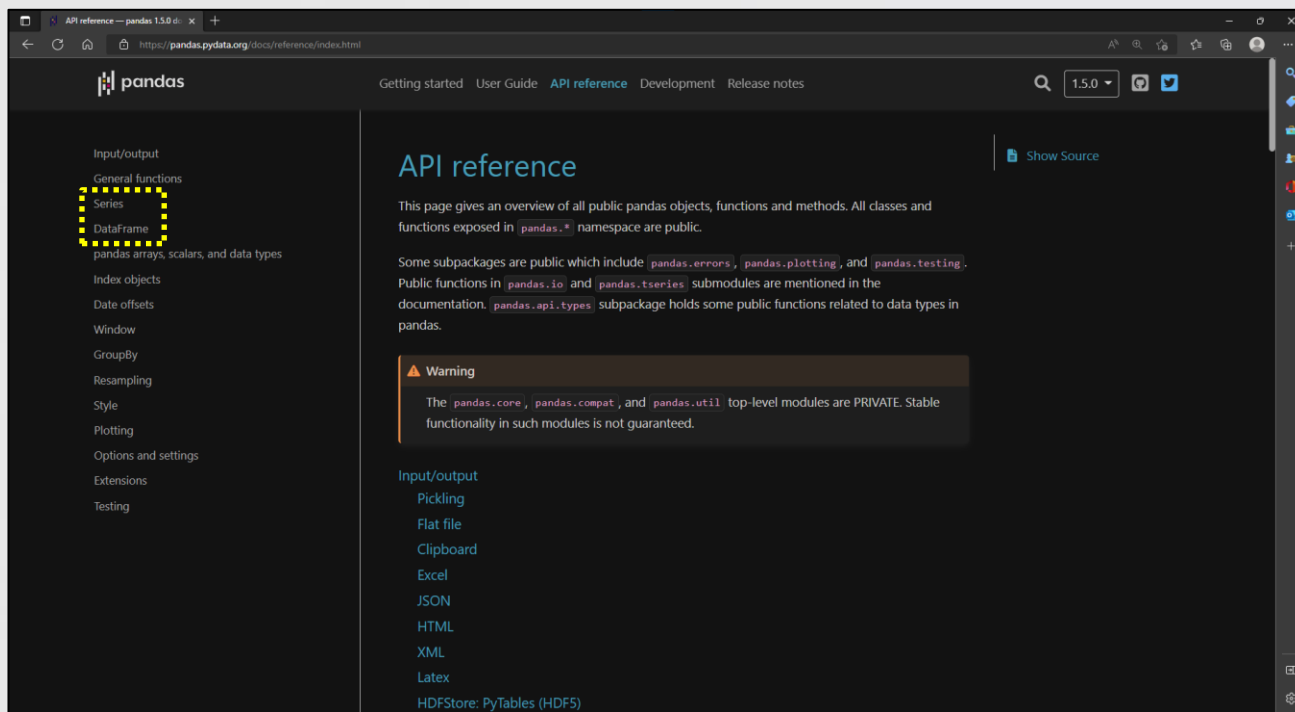 API reference — pandas 1.5.0 do
https://pandas.pydata.org/docs/reference/index.html
pandas
Getting started User Guide API reference Development Release notes
1.5.0
Input/output
General functions
Series
DataFrame
pandas arrays, scalars, and data types
Index objects
Date offsets
Window
GroupBy
Resampling
Style
Plotting
Options and settings
Extensions
Testing
API reference
This page gives an overview of all public pandas objects, functions and methods. All classes and
functions exposed in pandas.* namespace are public.
Some subpackages are public which include pandas.errors, pandas.plotting, and pandas.testing.
Public functions in pandas.io and pandas.tseries submodules are mentioned in the
documentation. pandas.api.types subpackage holds some public functions related to data types in
pandas.
Warning
The pandas.core, pandas.compat, and pandas.util top-level modules are PRIVATE. Stable
functionality in such modules is not guaranteed.
Input/output
Pickling
Flat file
Clipboard
Excel
JSON
HTML
XML
Latex
HDFStore: PyTables (HDF5)
Show Source